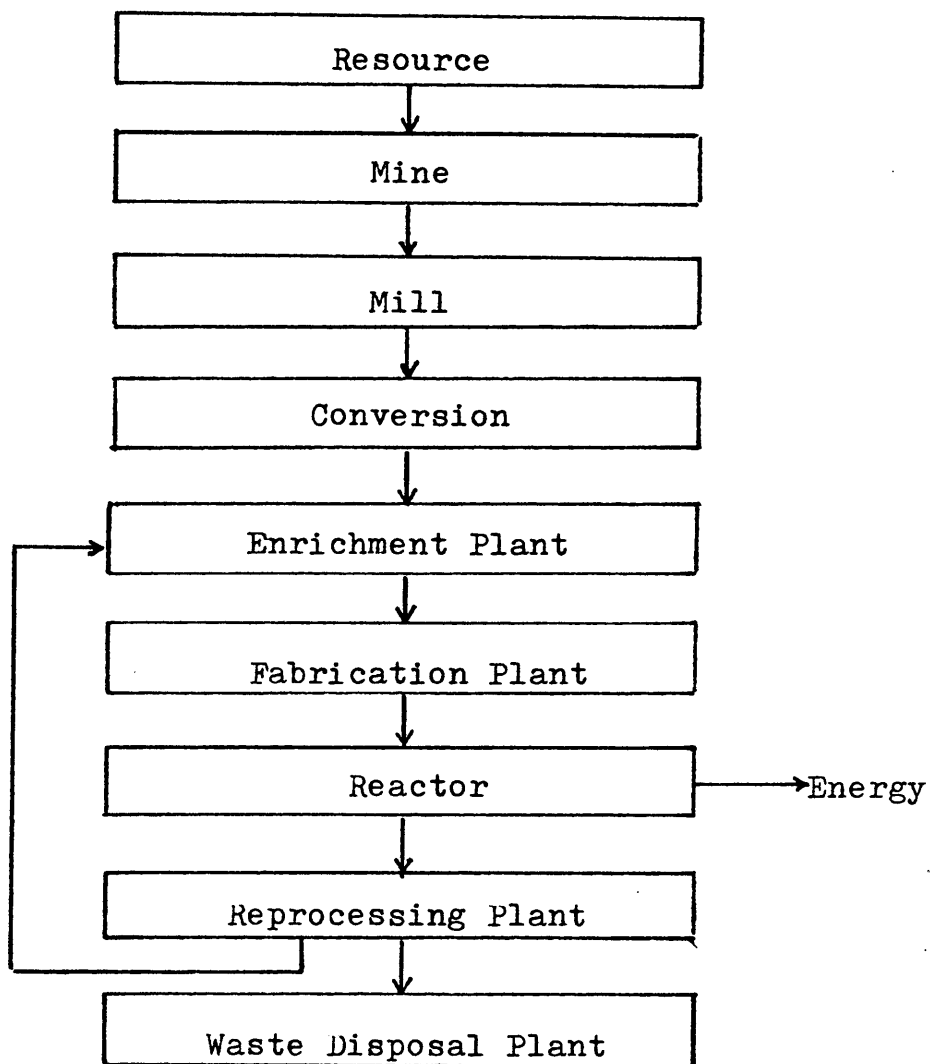 Resource
Mine
Mill
Conversion
Enrichment Plant
Fabrication Plant
Reactor
Energy
Reprocessing Plant
Waste Disposal Plant